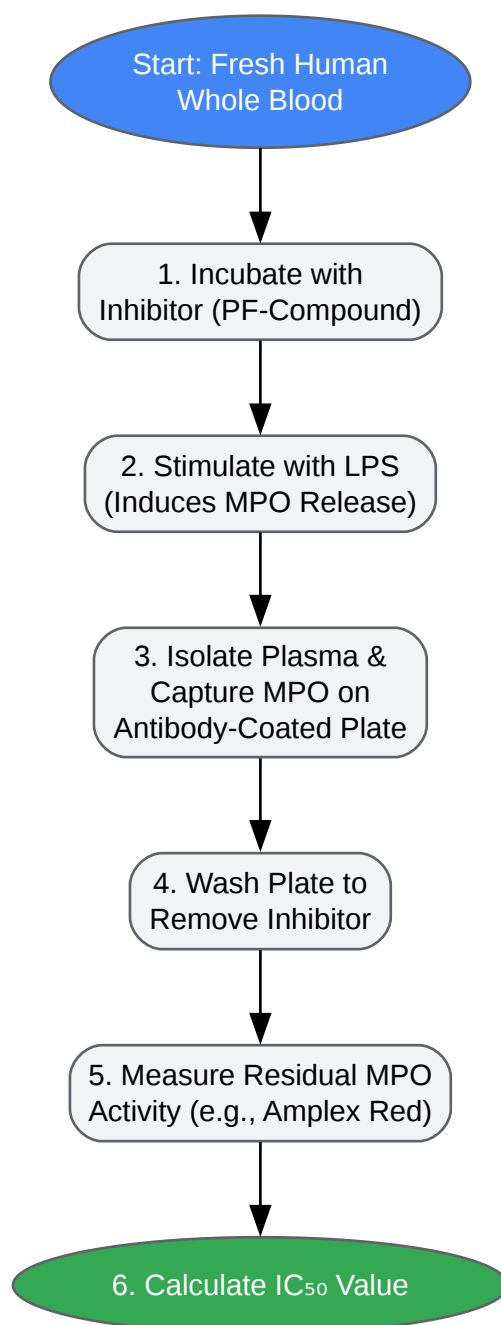 Start: Fresh Human
Whole Blood
1. Incubate with
Inhibitor (PF-Compound)
2. Stimulate with LPS
(Induces MPO Release)
3. Isolate Plasma &
Capture MPO on
Antibody-Coated Plate
4. Wash Plate to
Remove Inhibitor
5. Measure Residual MPO
Activity (e.g., Amplex Red)
6. Calculate IC₅₀ Value